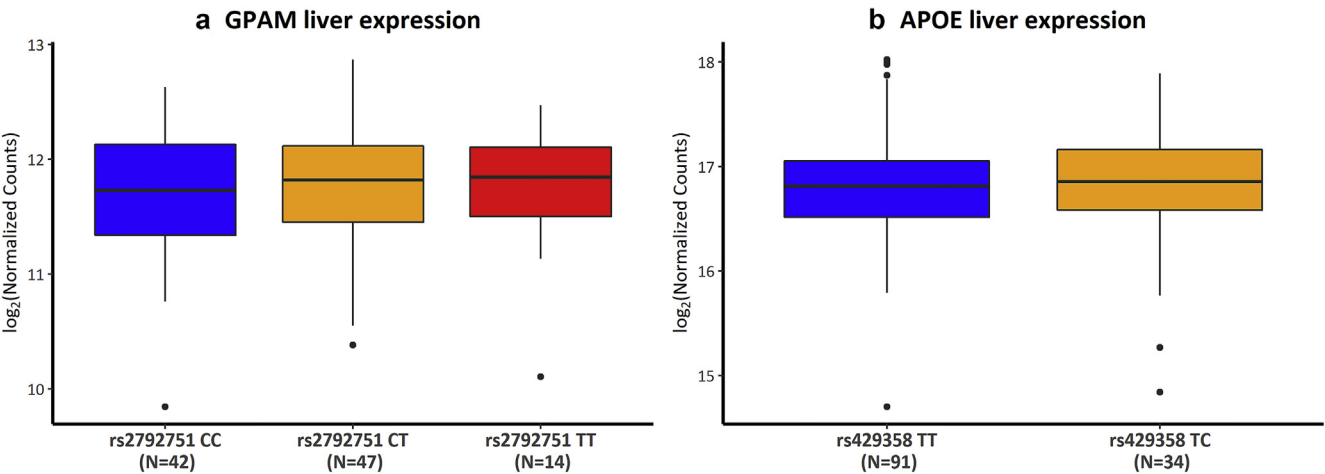 a GPAM liver expression
log2(Normalized Counts)
13
12
11
10
rs2792751 CC
(N=42)
rs2792751 CT
(N=47)
rs2792751 TT
(N=14)
b APOE liver expression
log2(Normalized Counts)
18
17
16
15
rs429358 TT
(N=91)
rs429358 TC
(N=34)